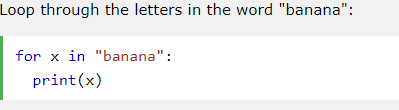 Loop through the letters in the word "banana":
for x in "banana":
  print(x)